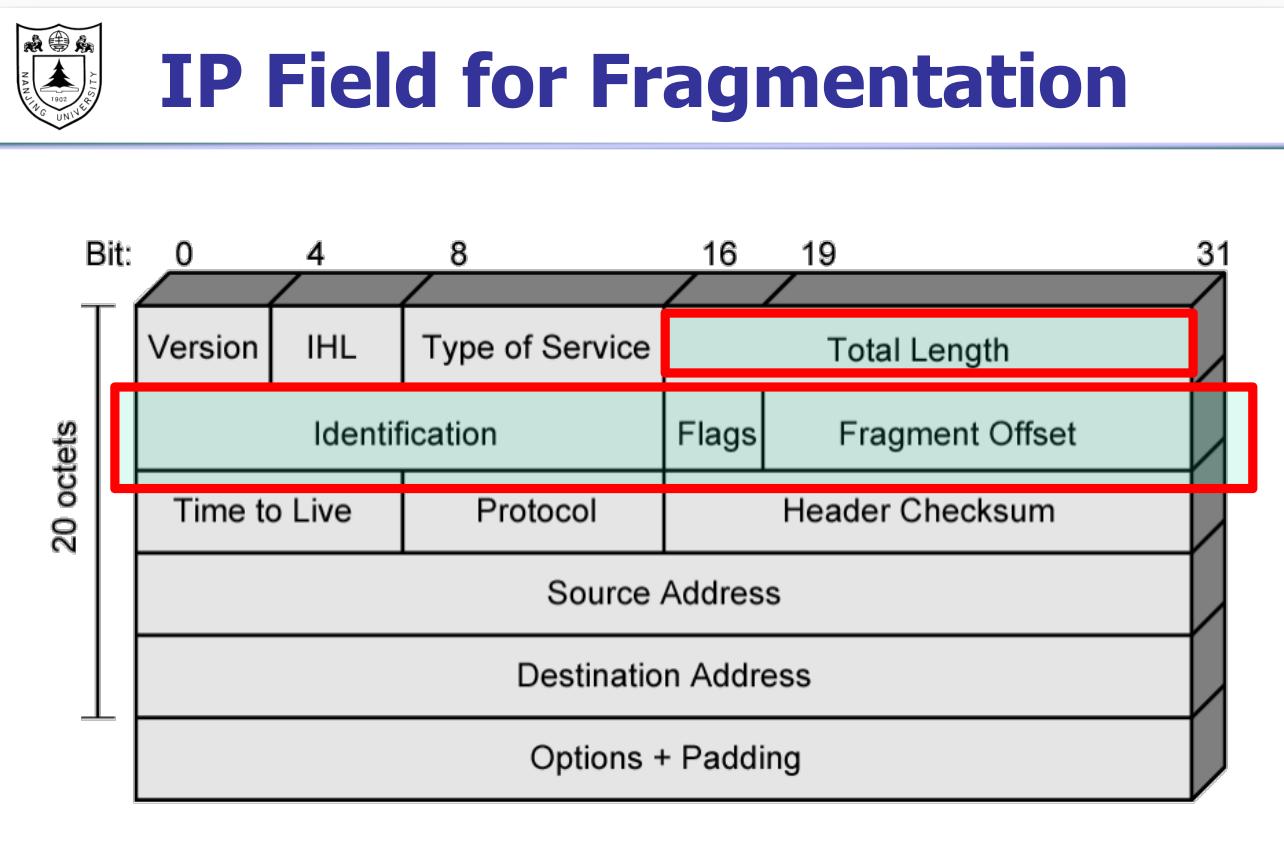 NANJING UNIVERSITY
1902
IP Field for Fragmentation
Bit: 0 4 8 16 19 31
Version IHL Type of Service Total Length
Identification Flags Fragment Offset
Time to Live Protocol Header Checksum
Source Address
Destination Address
Options + Padding
20 octets